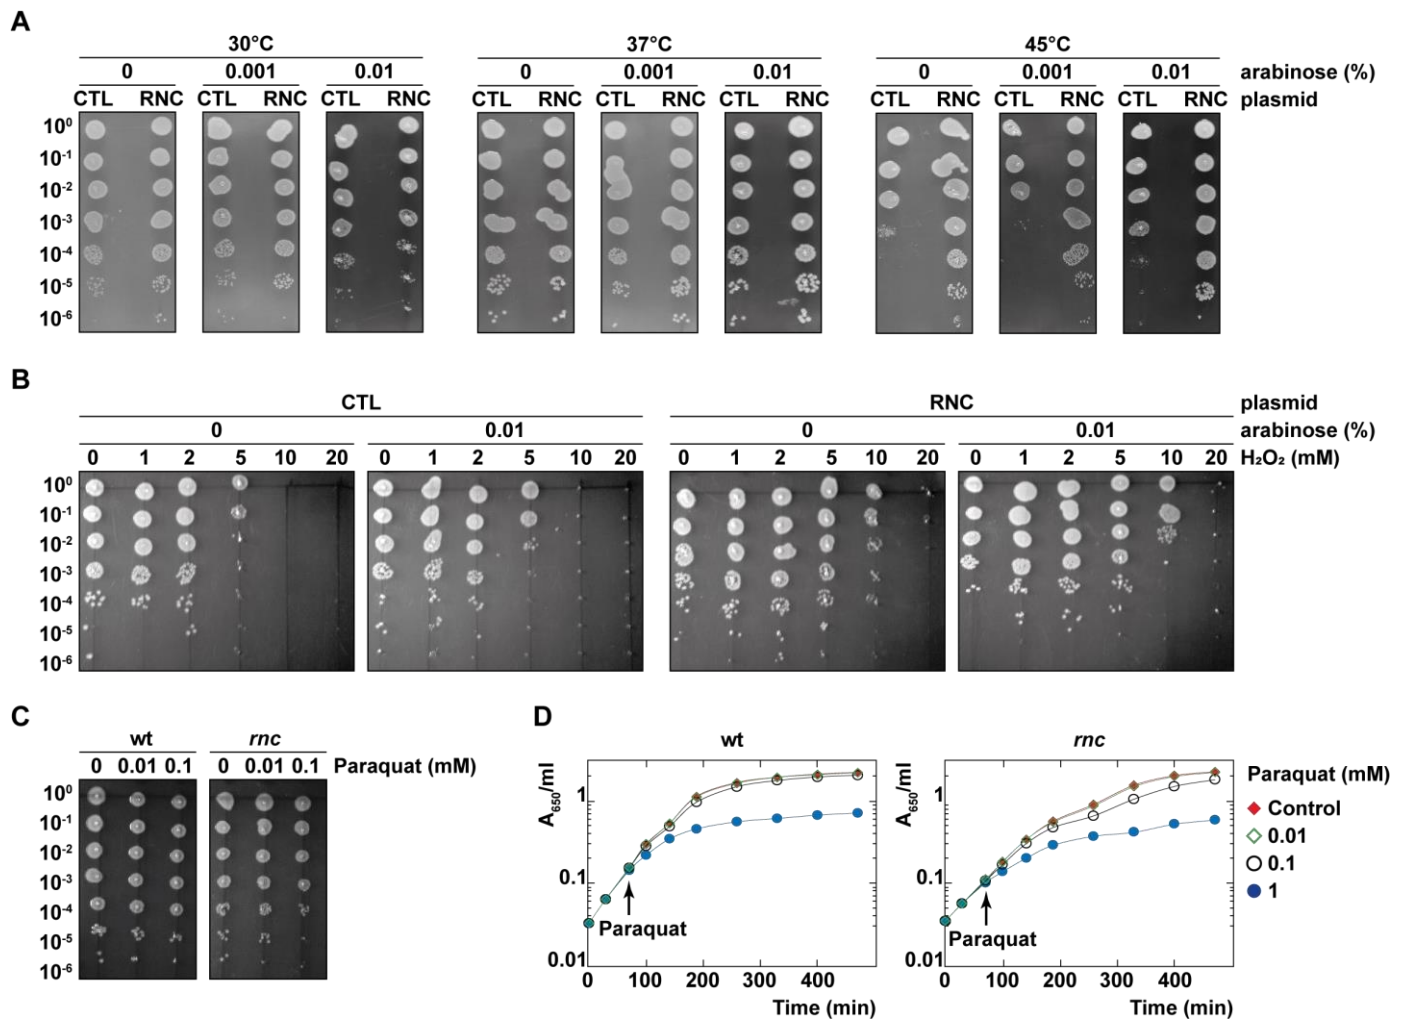 A
30°C 37°C 45°C
0 0.001 0.01 0 0.001 0.01 0 0.001 0.01 arabinose (%)
CTL RNC CTL RNC CTL RNC CTL RNC CTL RNC CTL RNC CTL RNC CTL RNC CTL RNC plasmid
10⁰
10⁻¹
10⁻²
10⁻³
10⁻⁴
10⁻⁵
10⁻⁶
B
CTL RNC plasmid
0 0.01 0 0.01 arabinose (%)
0 1 2 5 10 20 0 1 2 5 10 20 0 1 2 5 10 20 0 1 2 5 10 20 H₂O₂ (mM)
10⁰
10⁻¹
10⁻²
10⁻³
10⁻⁴
10⁻⁵
10⁻⁶
C
wt rnc
0 0.01 0.1 0 0.01 0.1 Paraquat (mM)
10⁰
10⁻¹
10⁻²
10⁻³
10⁻⁴
10⁻⁵
10⁻⁶
D
wt rnc
A₆₅₀/ml
1
0.1
0.01
Paraquat
0 100 200 300 400
Time (min)
A₆₅₀/ml
1
0.1
0.01
Paraquat
0 100 200 300 400
Time (min)
Paraquat (mM)
Control
0.01
0.1
1